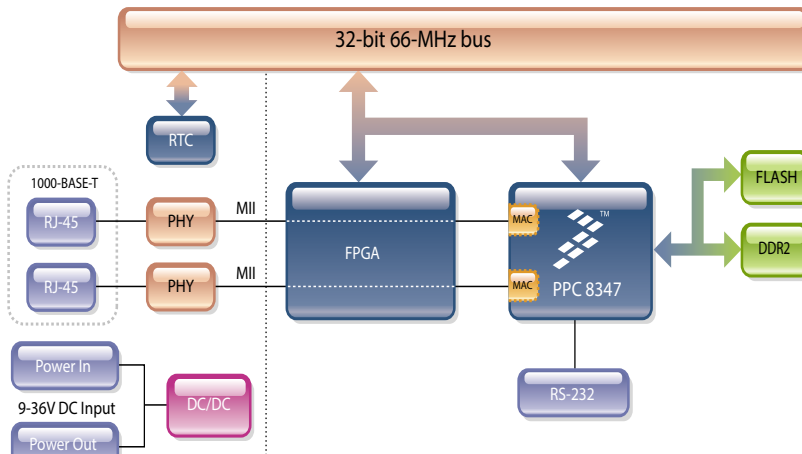 32-bit 66-MHz bus
RTC
1000-BASE-T
RJ-45
PHY
MII
FPGA
MAC
TM
FLASH
DDR2
RJ-45
PHY
MII
MAC
PPC 8347
Power In
9-36V DC Input
DC/DC
RS-232
Power Out